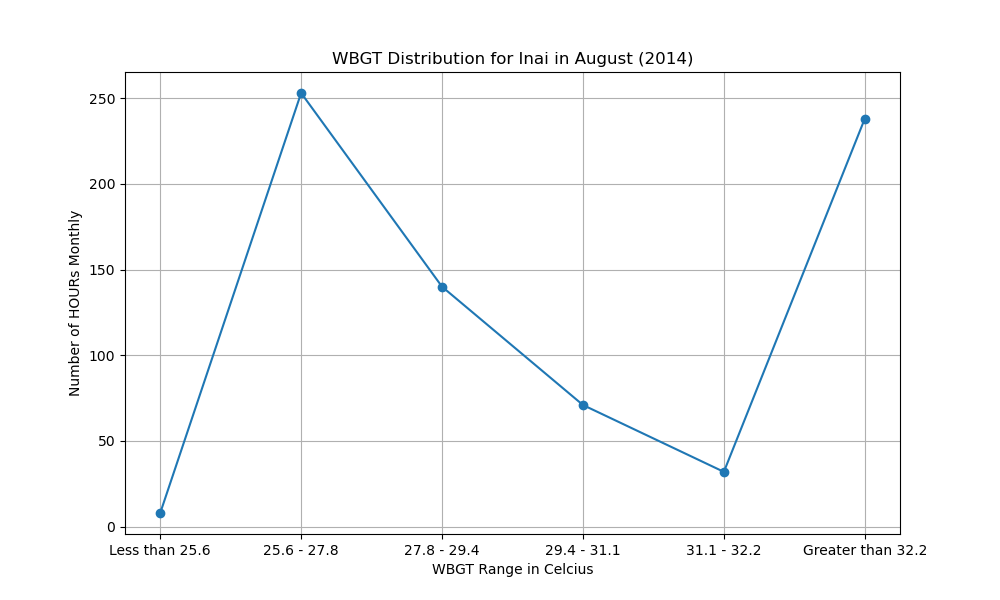 WBGT Distribution for Inai in August (2014)
Number of HOURs Monthly
250
200
150
100
50
0
Less than 25.6
25.6 - 27.8
27.8 - 29.4
29.4 - 31.1
31.1 - 32.2
Greater than 32.2
WBGT Range in Celcius